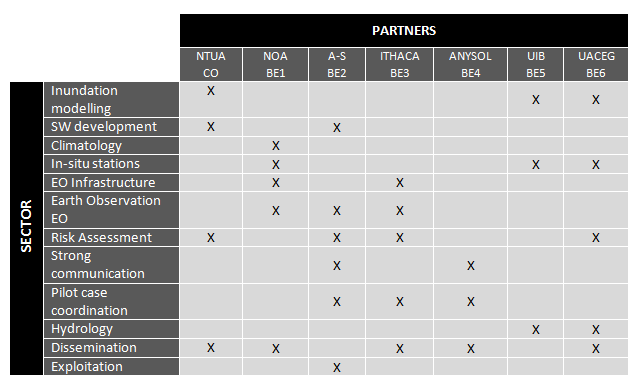 PARTNERS
NTUA NOA A-S ITHACA ANYSOL UIB UACEG
CO BE1 BE2 BE3 BE4 BE5 BE6
SECTOR
Inundation X
modelling X X
SW development X X
Climatology X
In-situ stations X X X
EO Infrastructure X X
Earth Observation
EO X X X
Risk Assessment X X X X
Strong
communication X X
Pilot case
coordination X X X
Hydrology X X
Dissemination X X X X X
Exploitation X